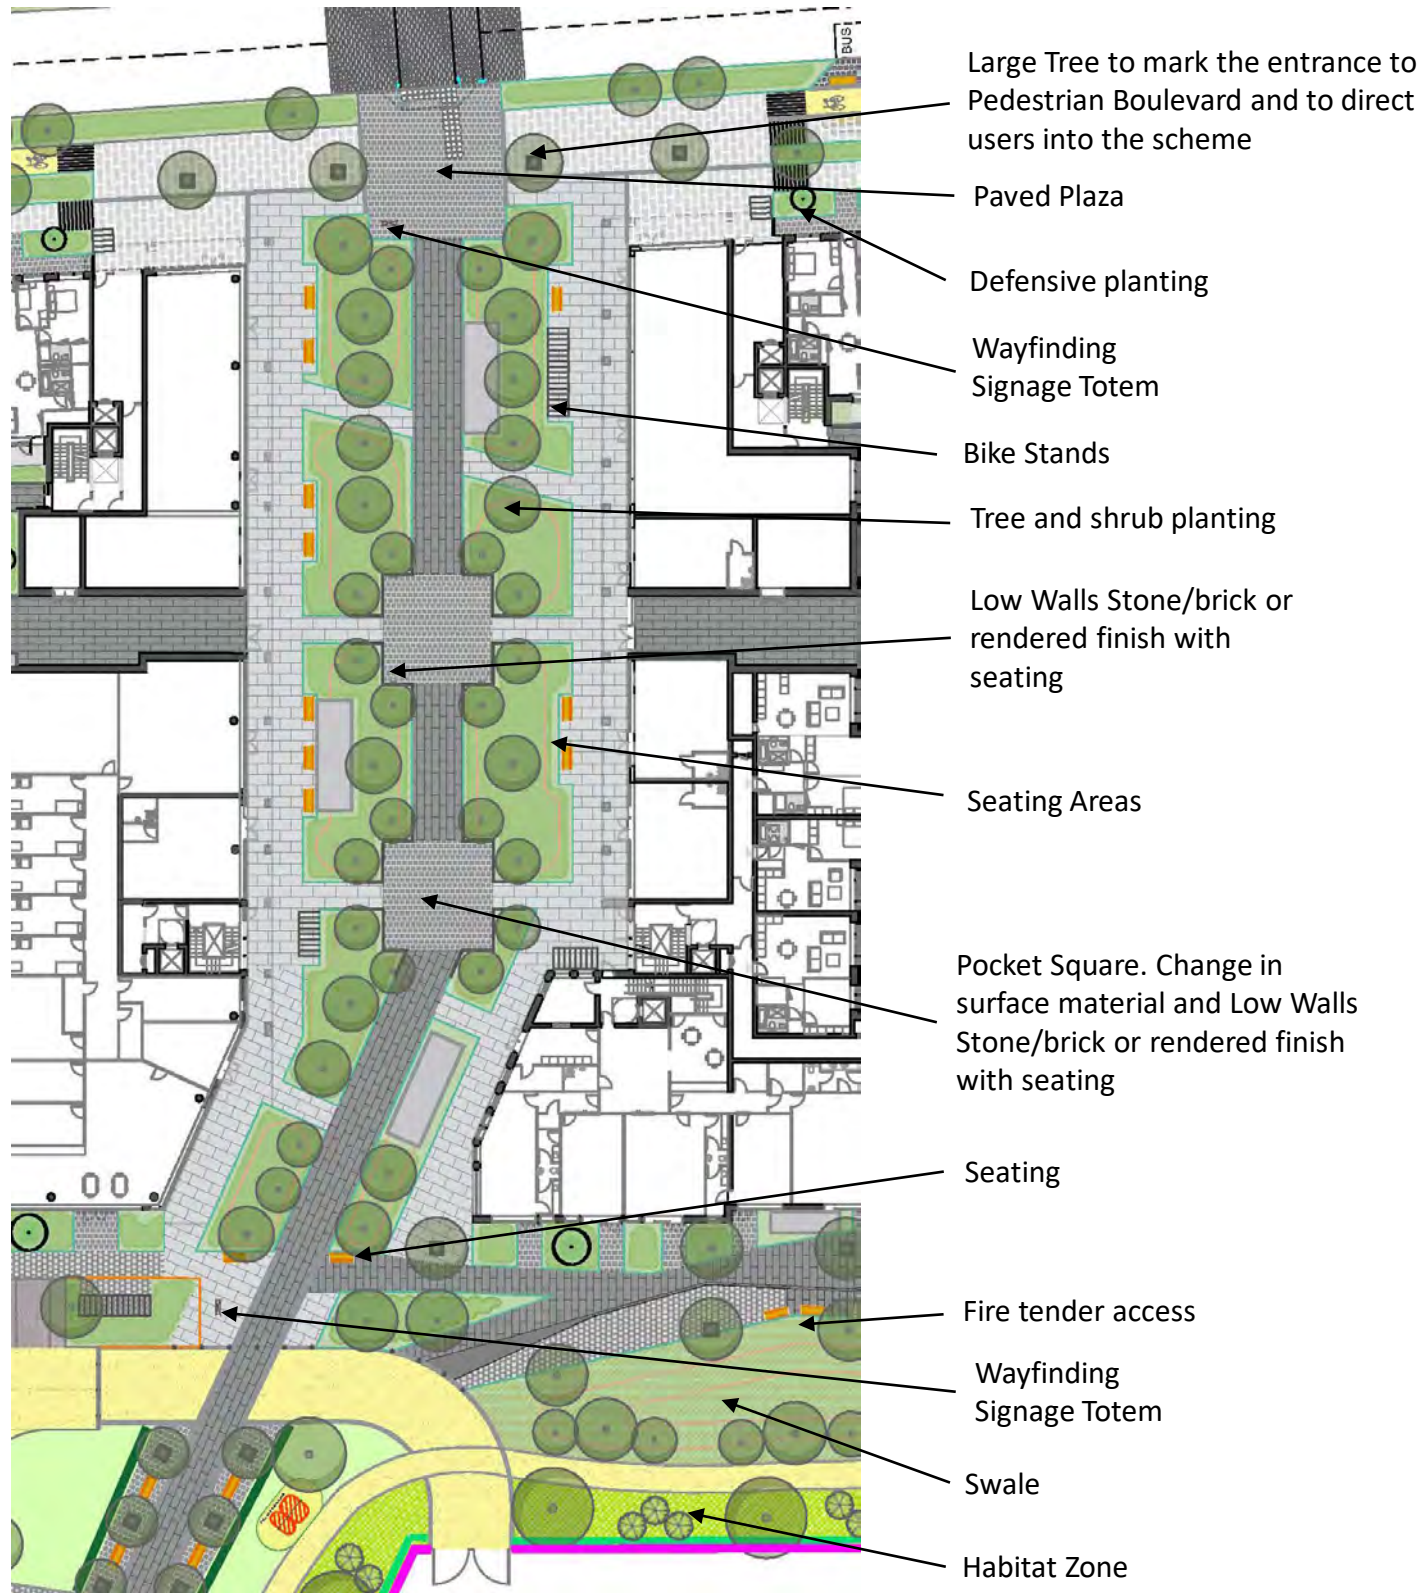 BUS
Large Tree to mark the entrance to
Pedestrian Boulevard and to direct
users into the scheme
Paved Plaza
Defensive planting
Wayfinding
Signage Totem
Bike Stands
Tree and shrub planting
Low Walls Stone/brick or
rendered finish with
seating
Seating Areas
Pocket Square. Change in
surface material and Low Walls
Stone/brick or rendered finish
with seating
Seating
Fire tender access
Wayfinding
Signage Totem
Swale
Habitat Zone